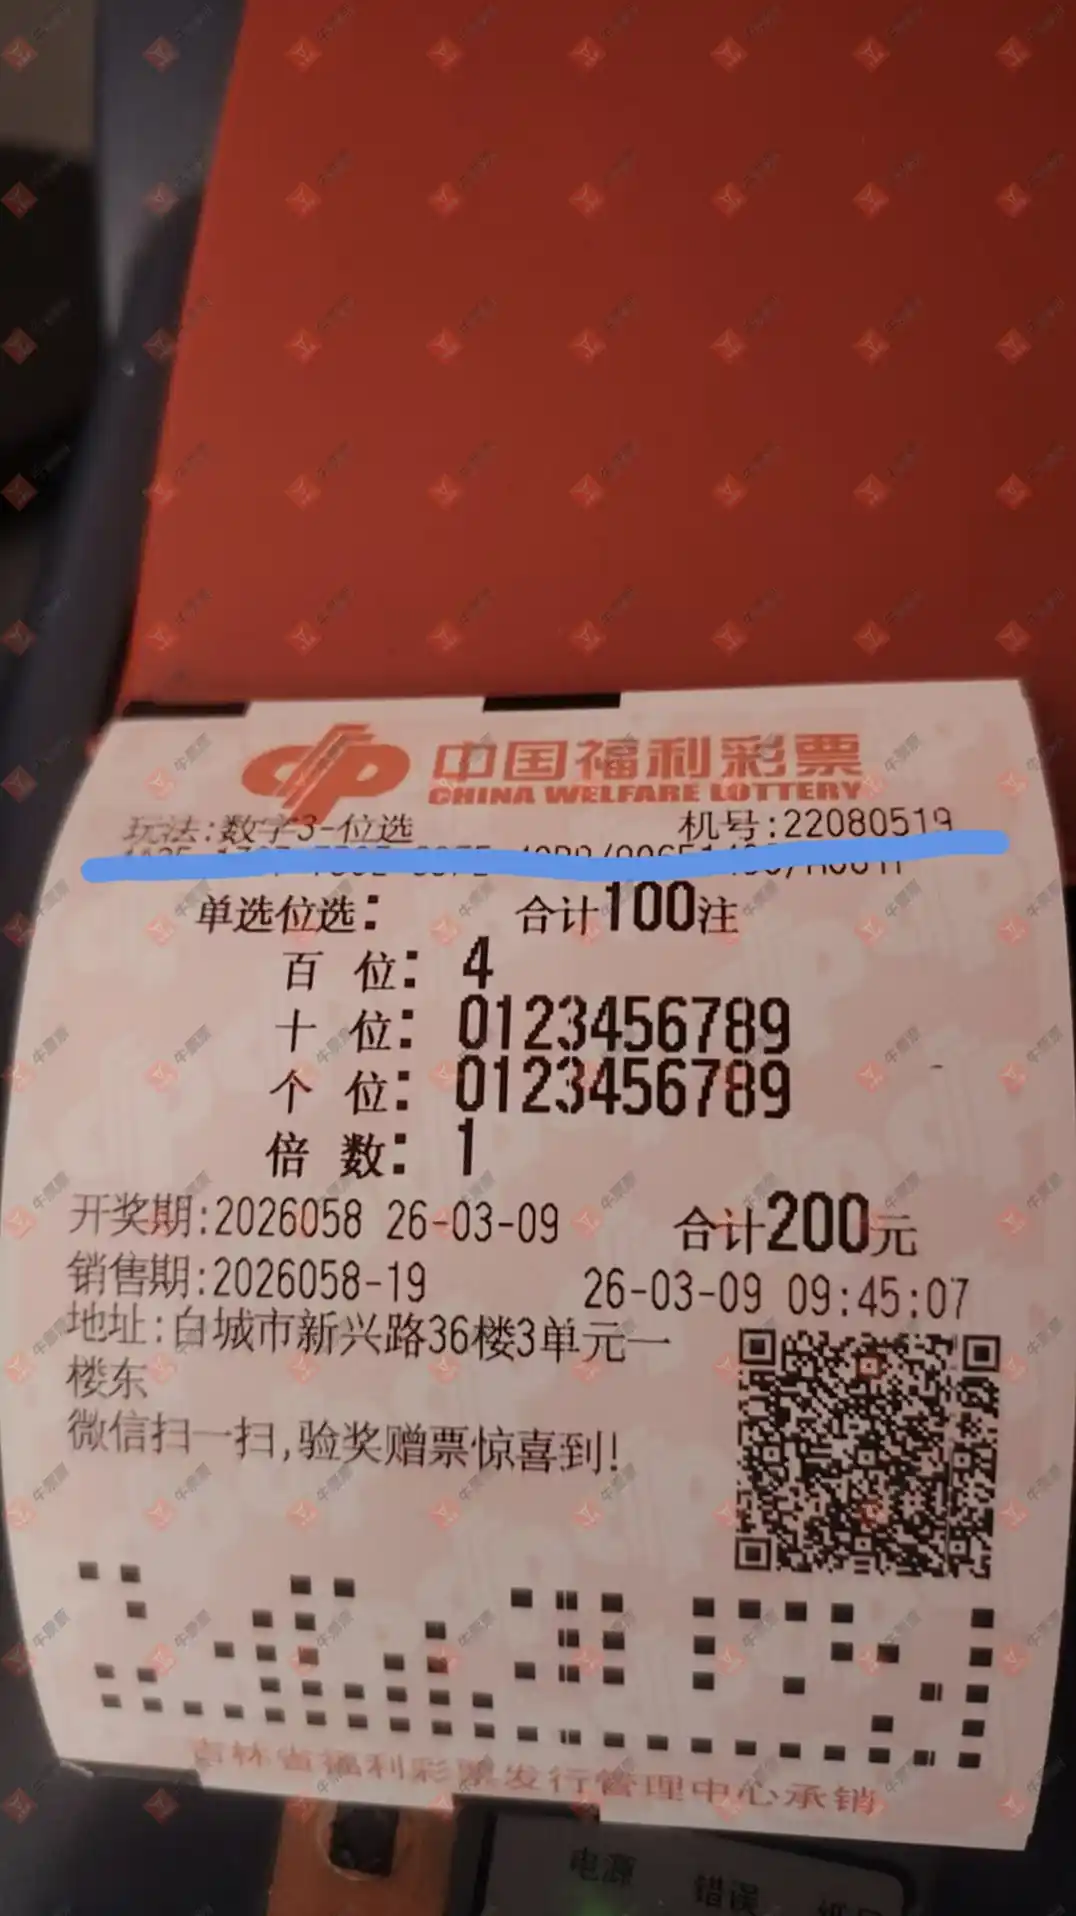 中国福利彩票
CHINA WELFARE LOTTERY
玩法:数字3-位选 机号:22080519
单选位选: 合计100注
百 位: 4
十 位: 0123456789
个 位: 0123456789
倍 数: 1
开奖期:2026058 26-03-09 合计200元
销售期:2026058-19 26-03-09 09:45:07
地址:白城市新兴路36楼3单元一
楼东
微信扫一扫,验奖赠票惊喜到!
吉林省福利彩票发行管理中心承销
电源 错误